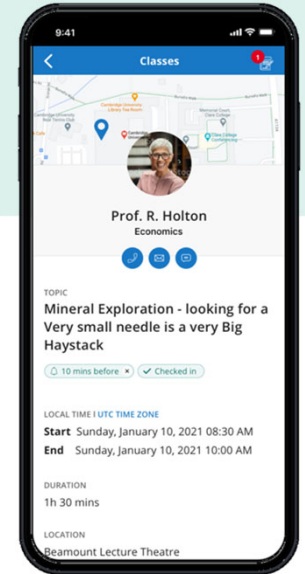 9:41
Classes
1
Cambridge University
Library Top Route
Memorial Court,
Clare College
Prof. R. Holton
Economics
TOPIC
Mineral Exploration - looking for a
Very small needle is a very Big
Haystack
10 mins before ×
Checked in
LOCAL TIME I UTC TIME ZONE
Start Sunday, January 10, 2021 08:30 AM
End Sunday, January 10, 2021 10:00 AM
DURATION
1h 30 mins
LOCATION
Beamount Lecture Theatre